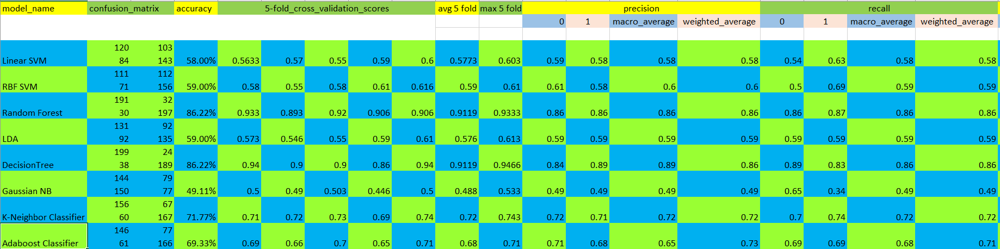 model_name confusion_matrix accuracy 5-fold_cross_validation_scores avg 5 fold max 5 fold precision recall
0 1 macro_average weighted_average 0 1 macro_average weighted_average
120 103
Linear SVM 84 143 58.00% 0.5633 0.57 0.55 0.59 0.6 0.5773 0.603 0.59 0.58 0.58 0.58 0.54 0.63 0.58 0.58
111 112
RBF SVM 71 156 59.00% 0.58 0.55 0.58 0.61 0.616 0.59 0.61 0.61 0.58 0.6 0.6 0.5 0.69 0.59 0.59
191 32
Random Forest 30 197 86.22% 0.933 0.893 0.92 0.906 0.906 0.9119 0.9333 0.86 0.86 0.86 0.86 0.86 0.87 0.86 0.86
131 92
LDA 92 135 59.00% 0.573 0.546 0.55 0.59 0.61 0.576 0.613 0.59 0.59 0.59 0.59 0.59 0.59 0.59 0.59
199 24
DecisionTree 38 189 86.22% 0.94 0.9 0.9 0.86 0.94 0.9119 0.9466 0.84 0.89 0.89 0.86 0.89 0.83 0.86 0.86
144 79
Gaussian NB 150 77 49.11% 0.5 0.49 0.503 0.446 0.5 0.488 0.533 0.49 0.49 0.49 0.49 0.65 0.34 0.49 0.49
156 67
K-Neighbor Classifier 60 167 71.77% 0.71 0.72 0.73 0.69 0.74 0.72 0.743 0.72 0.71 0.72 0.72 0.7 0.74 0.72 0.72
146 77
Adaboost Classifier 61 166 69.33% 0.69 0.66 0.7 0.65 0.71 0.68 0.71 0.71 0.68 0.65 0.73 0.69 0.69 0.68 0.71